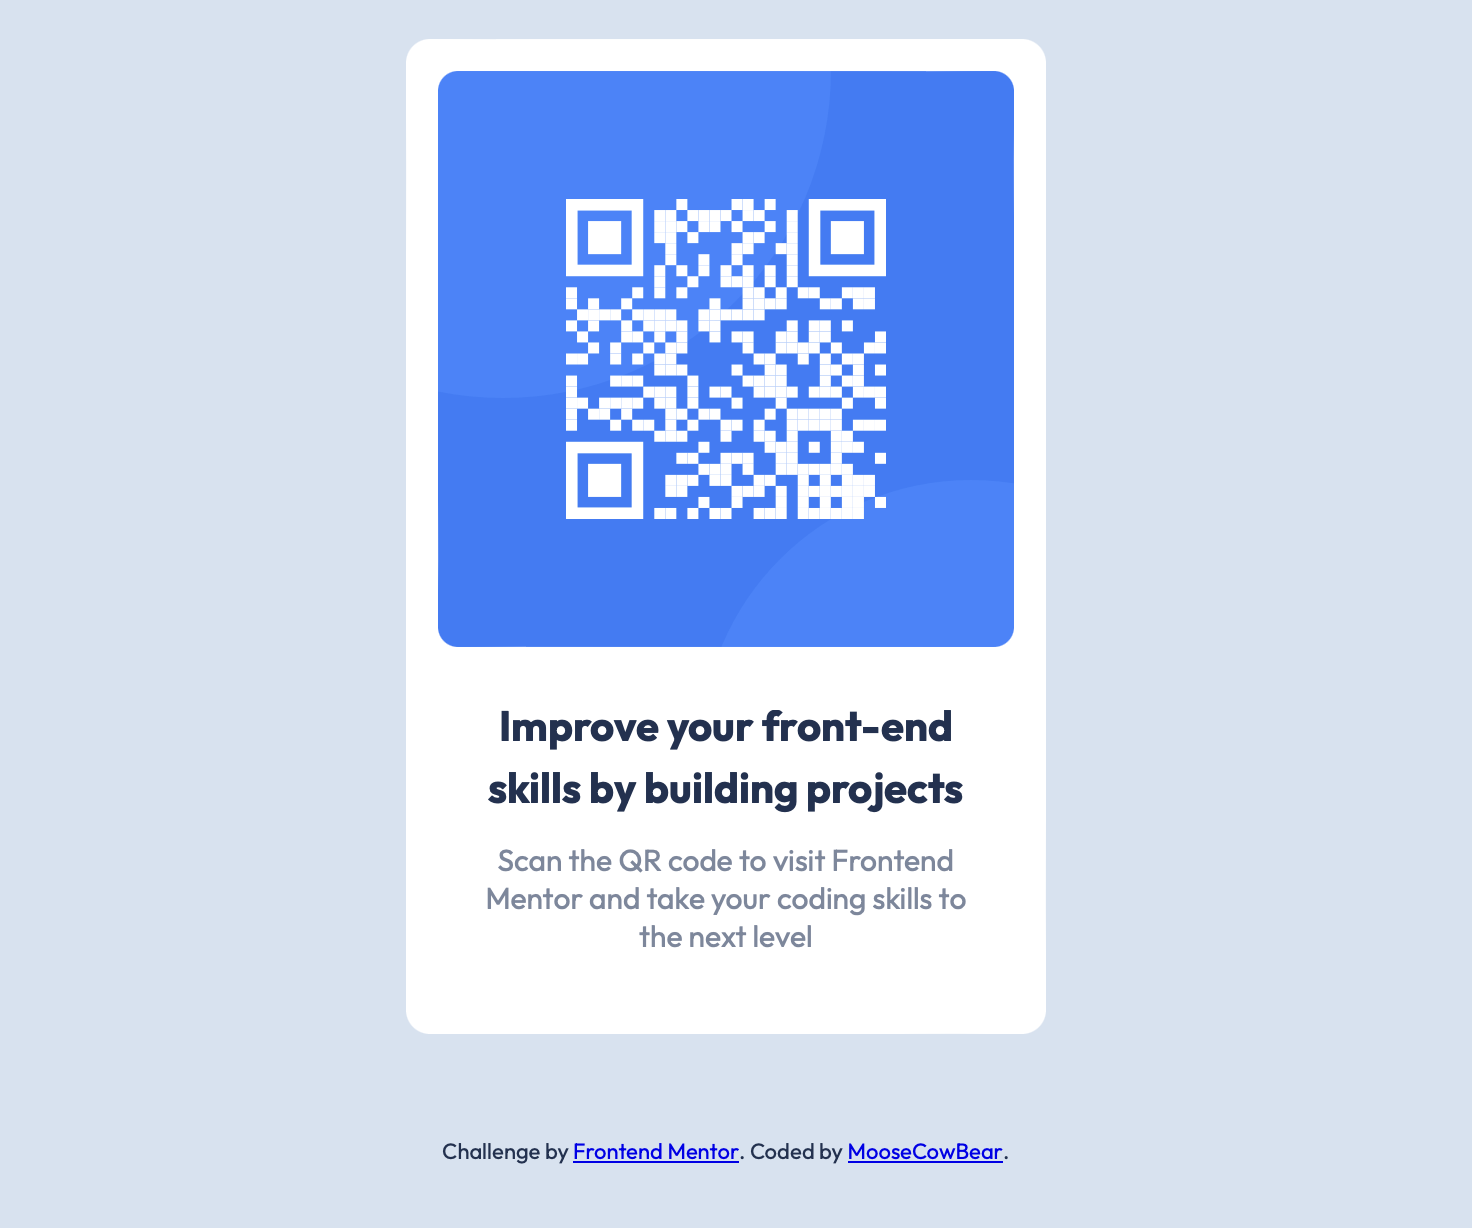 Improve your front-end
skills by building projects
Scan the QR code to visit Frontend
Mentor and take your coding skills to
the next level
Challenge by Frontend Mentor. Coded by MooseCowBear.